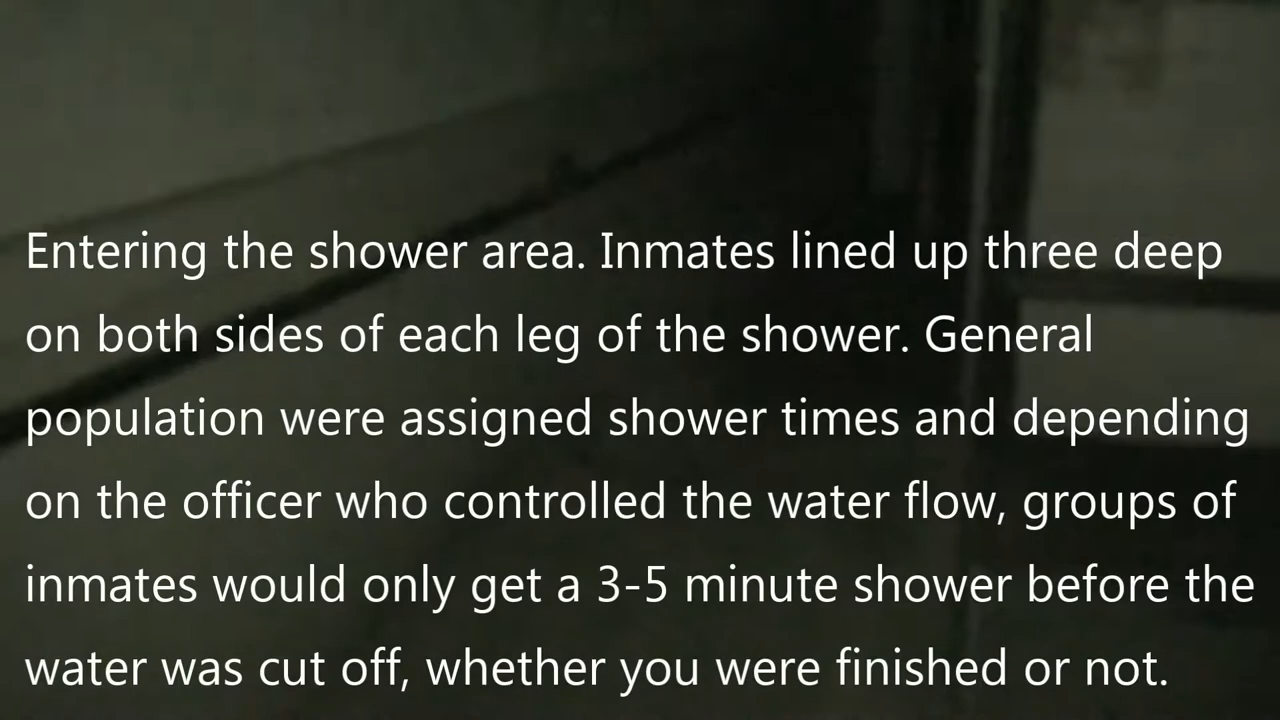 Entering the shower area. Inmates lined up three deep
on both sides of each leg of the shower. General
population were assigned shower times and depending
on the officer who controlled the water flow, groups of
inmates would only get a 3-5 minute shower before the
water was cut off, whether you were finished or not.